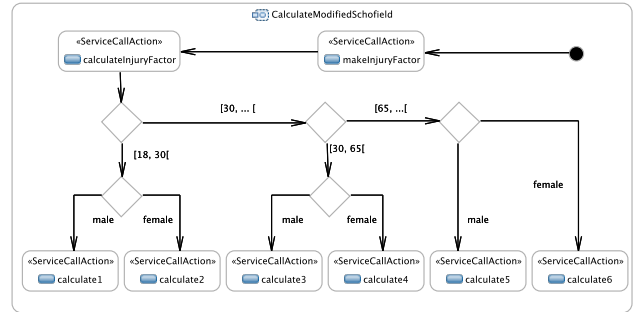 CalculateModifiedSchofield
«ServiceCallAction»
calculateInjuryFactor
«ServiceCallAction»
makeInjuryFactor
[30, ... [
[65, ...[
[18, 30[
[30, 65[
male
female
male
female
male
female
«ServiceCallAction»
calculate1
«ServiceCallAction»
calculate2
«ServiceCallAction»
calculate3
«ServiceCallAction»
calculate4
«ServiceCallAction»
calculate5
«ServiceCallAction»
calculate6